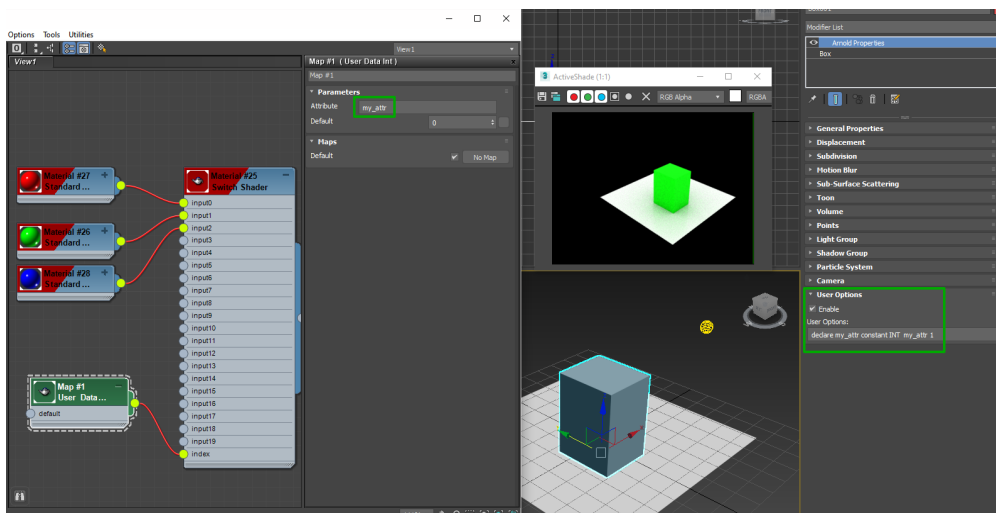 Options Tools Utilities
View1
View1
Map #1 ( User Data Int )
Map #1
Parameters
Attribute my_attr
Default 0
Maps
Default No Map
Material #27
Standard ...
Material #26
Standard ...
Material #28
Standard ...
Material #25
Switch Shader
input0
input1
input2
input3
input4
input5
input6
input7
input8
input9
input10
input11
input12
input13
input14
input15
input16
input17
input18
input19
index
Map #1
User Data...
default
ActiveShade (1:1)
RGB Alpha
RGBA
Modifier List
Arnold Properties
Box
General Properties
Displacement
Subdivision
Motion Blur
Sub-Surface Scattering
Toon
Volume
Points
Light Group
Shadow Group
Particle System
Camera
User Options
Enable
User Options:
declare my_attr constant INT my_attr 1